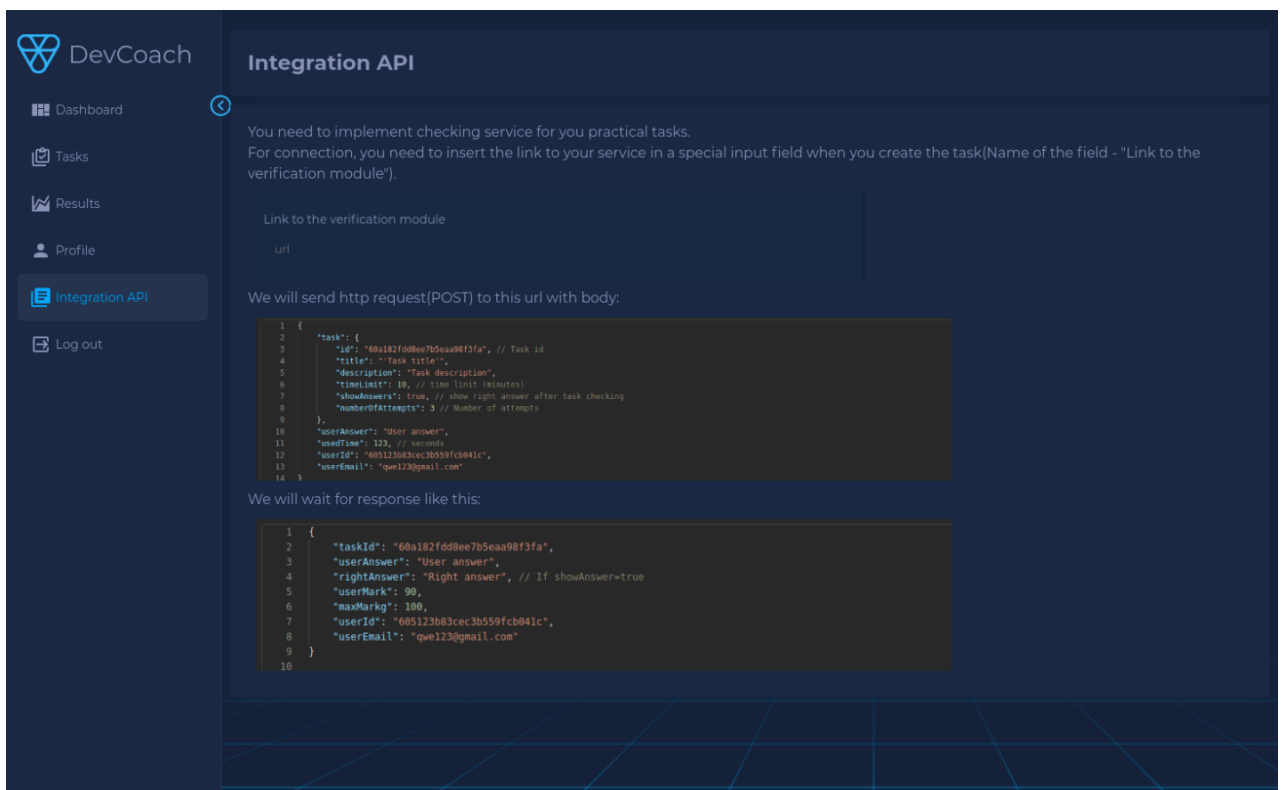 DevCoach
Dashboard
Tasks
Results
Profile
Integration API
Log out
Integration API
You need to implement checking service for you practical tasks.
For connection, you need to insert the link to your service in a special input field when you create the task(Name of the field - "Link to the
verification module").
Link to the verification module
url
We will send http request(POST) to this url with body:
1 {
2 "task": {
3 "id": "60a182fdd8ee7b5eaa98f3fa", // Task id
4 "title": "'Task title'",
5 "description": "Task description",
6 "timeLimit": 10, // time linit (minutes)
7 "showAnswers": true, // show right answer after task checking
8 "numberOfAttempts": 3 // Number of attempts
9 },
10 "userAnswer": "User answer",
11 "usedTime": 123, // seconds
12 "userId": "605123b83cec3b559fcb041c",
13 "userEmail": "qwe123@gmail.com"
14 }
We will wait for response like this:
1 {
2 "taskId": "60a182fdd8ee7b5eaa98f3fa",
3 "userAnswer": "User answer",
4 "rightAnswer": "Right answer", // If showAnswer=true
5 "userMark": 90,
6 "maxMarkg": 100,
7 "userId": "605123b83cec3b559fcb041c",
8 "userEmail": "qwe123@gmail.com"
9 }
10